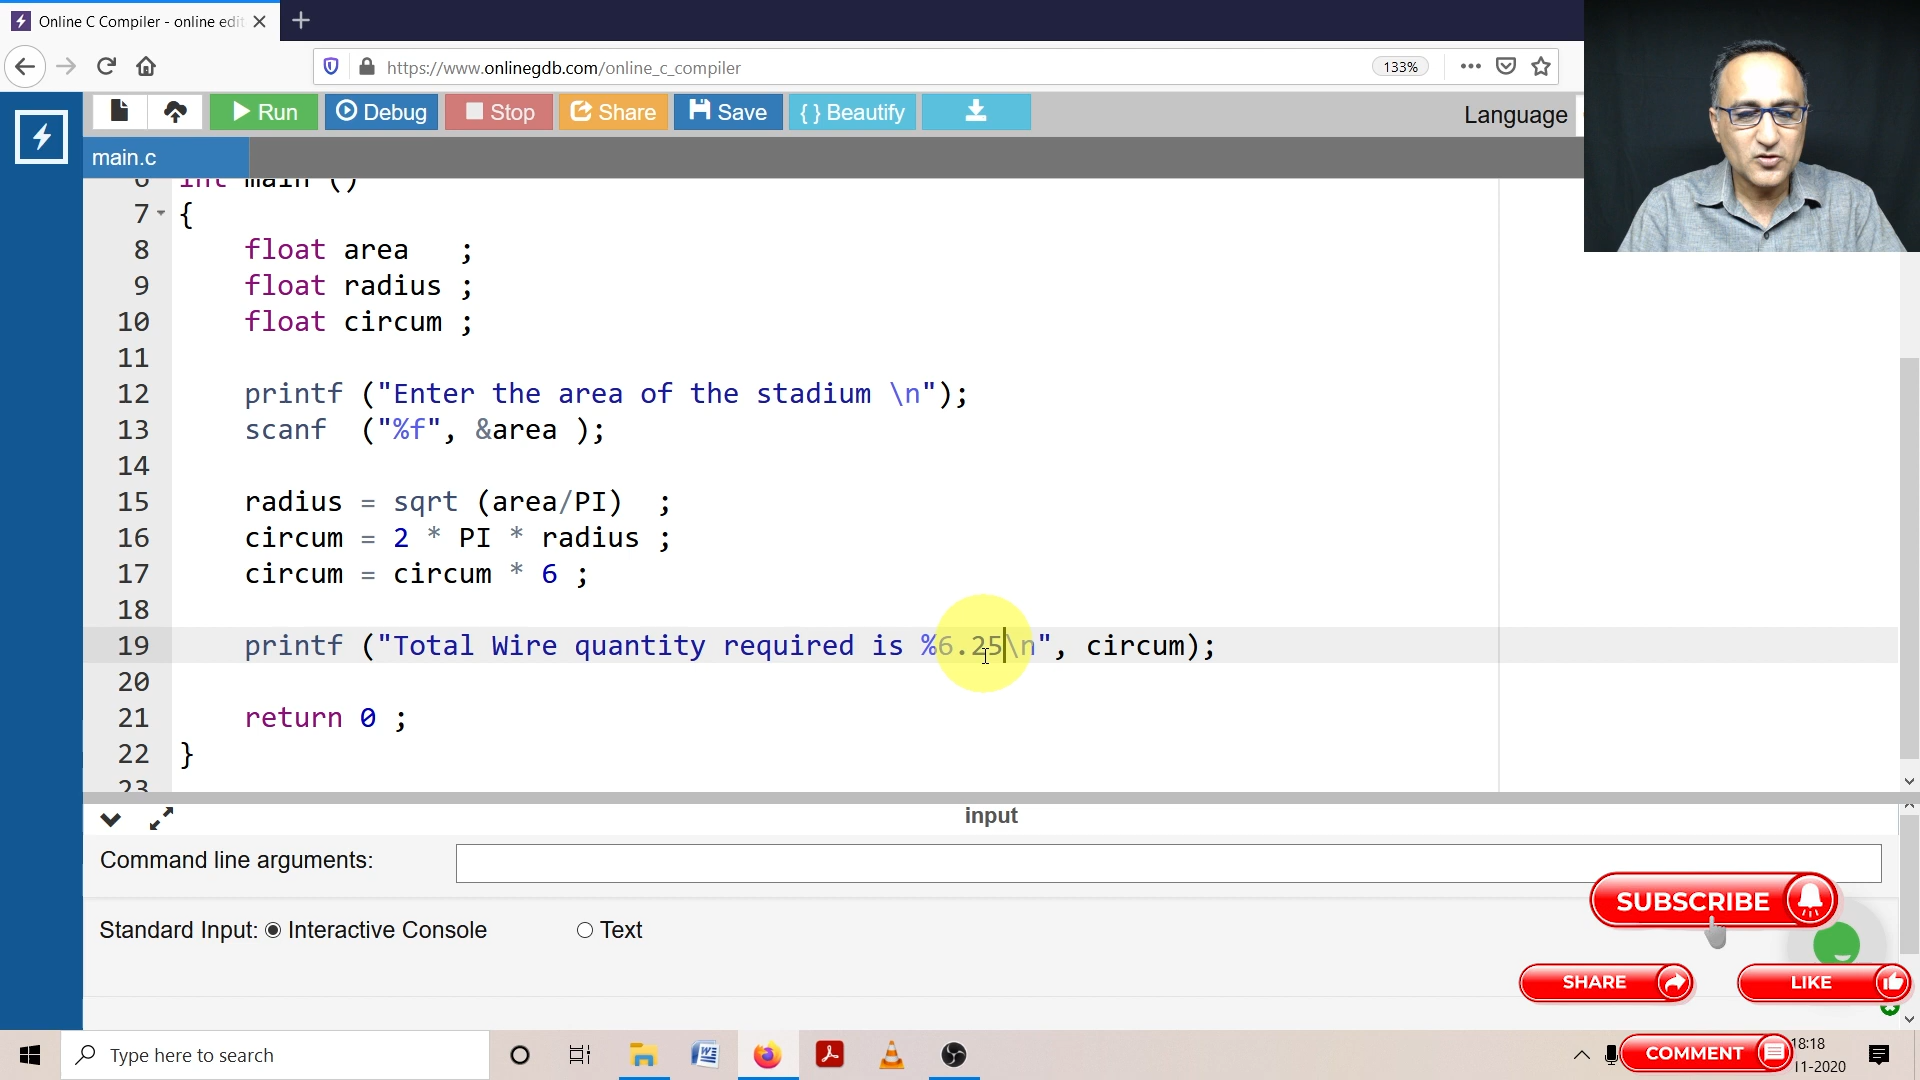 Online C Compiler - online edit
https://www.onlinegdb.com/online_c_compiler
133%
Run
Debug
Stop
Share
Save
{ } Beautify
Language
main.c
6 int main ()
7 {
8 float area ;
9 float radius ;
10 float circum ;
11
12 printf ("Enter the area of the stadium \n");
13 scanf ("%f", &area );
14
15 radius = sqrt (area/PI) ;
16 circum = 2 * PI * radius ;
17 circum = circum * 6 ;
18
19 printf ("Total Wire quantity required is %6.25\n", circum);
20
21 return 0 ;
22 }
23
input
Command line arguments:
Standard Input: Interactive Console Text
SUBSCRIBE
SHARE
LIKE
Type here to search
COMMENT
18:18
11-2020